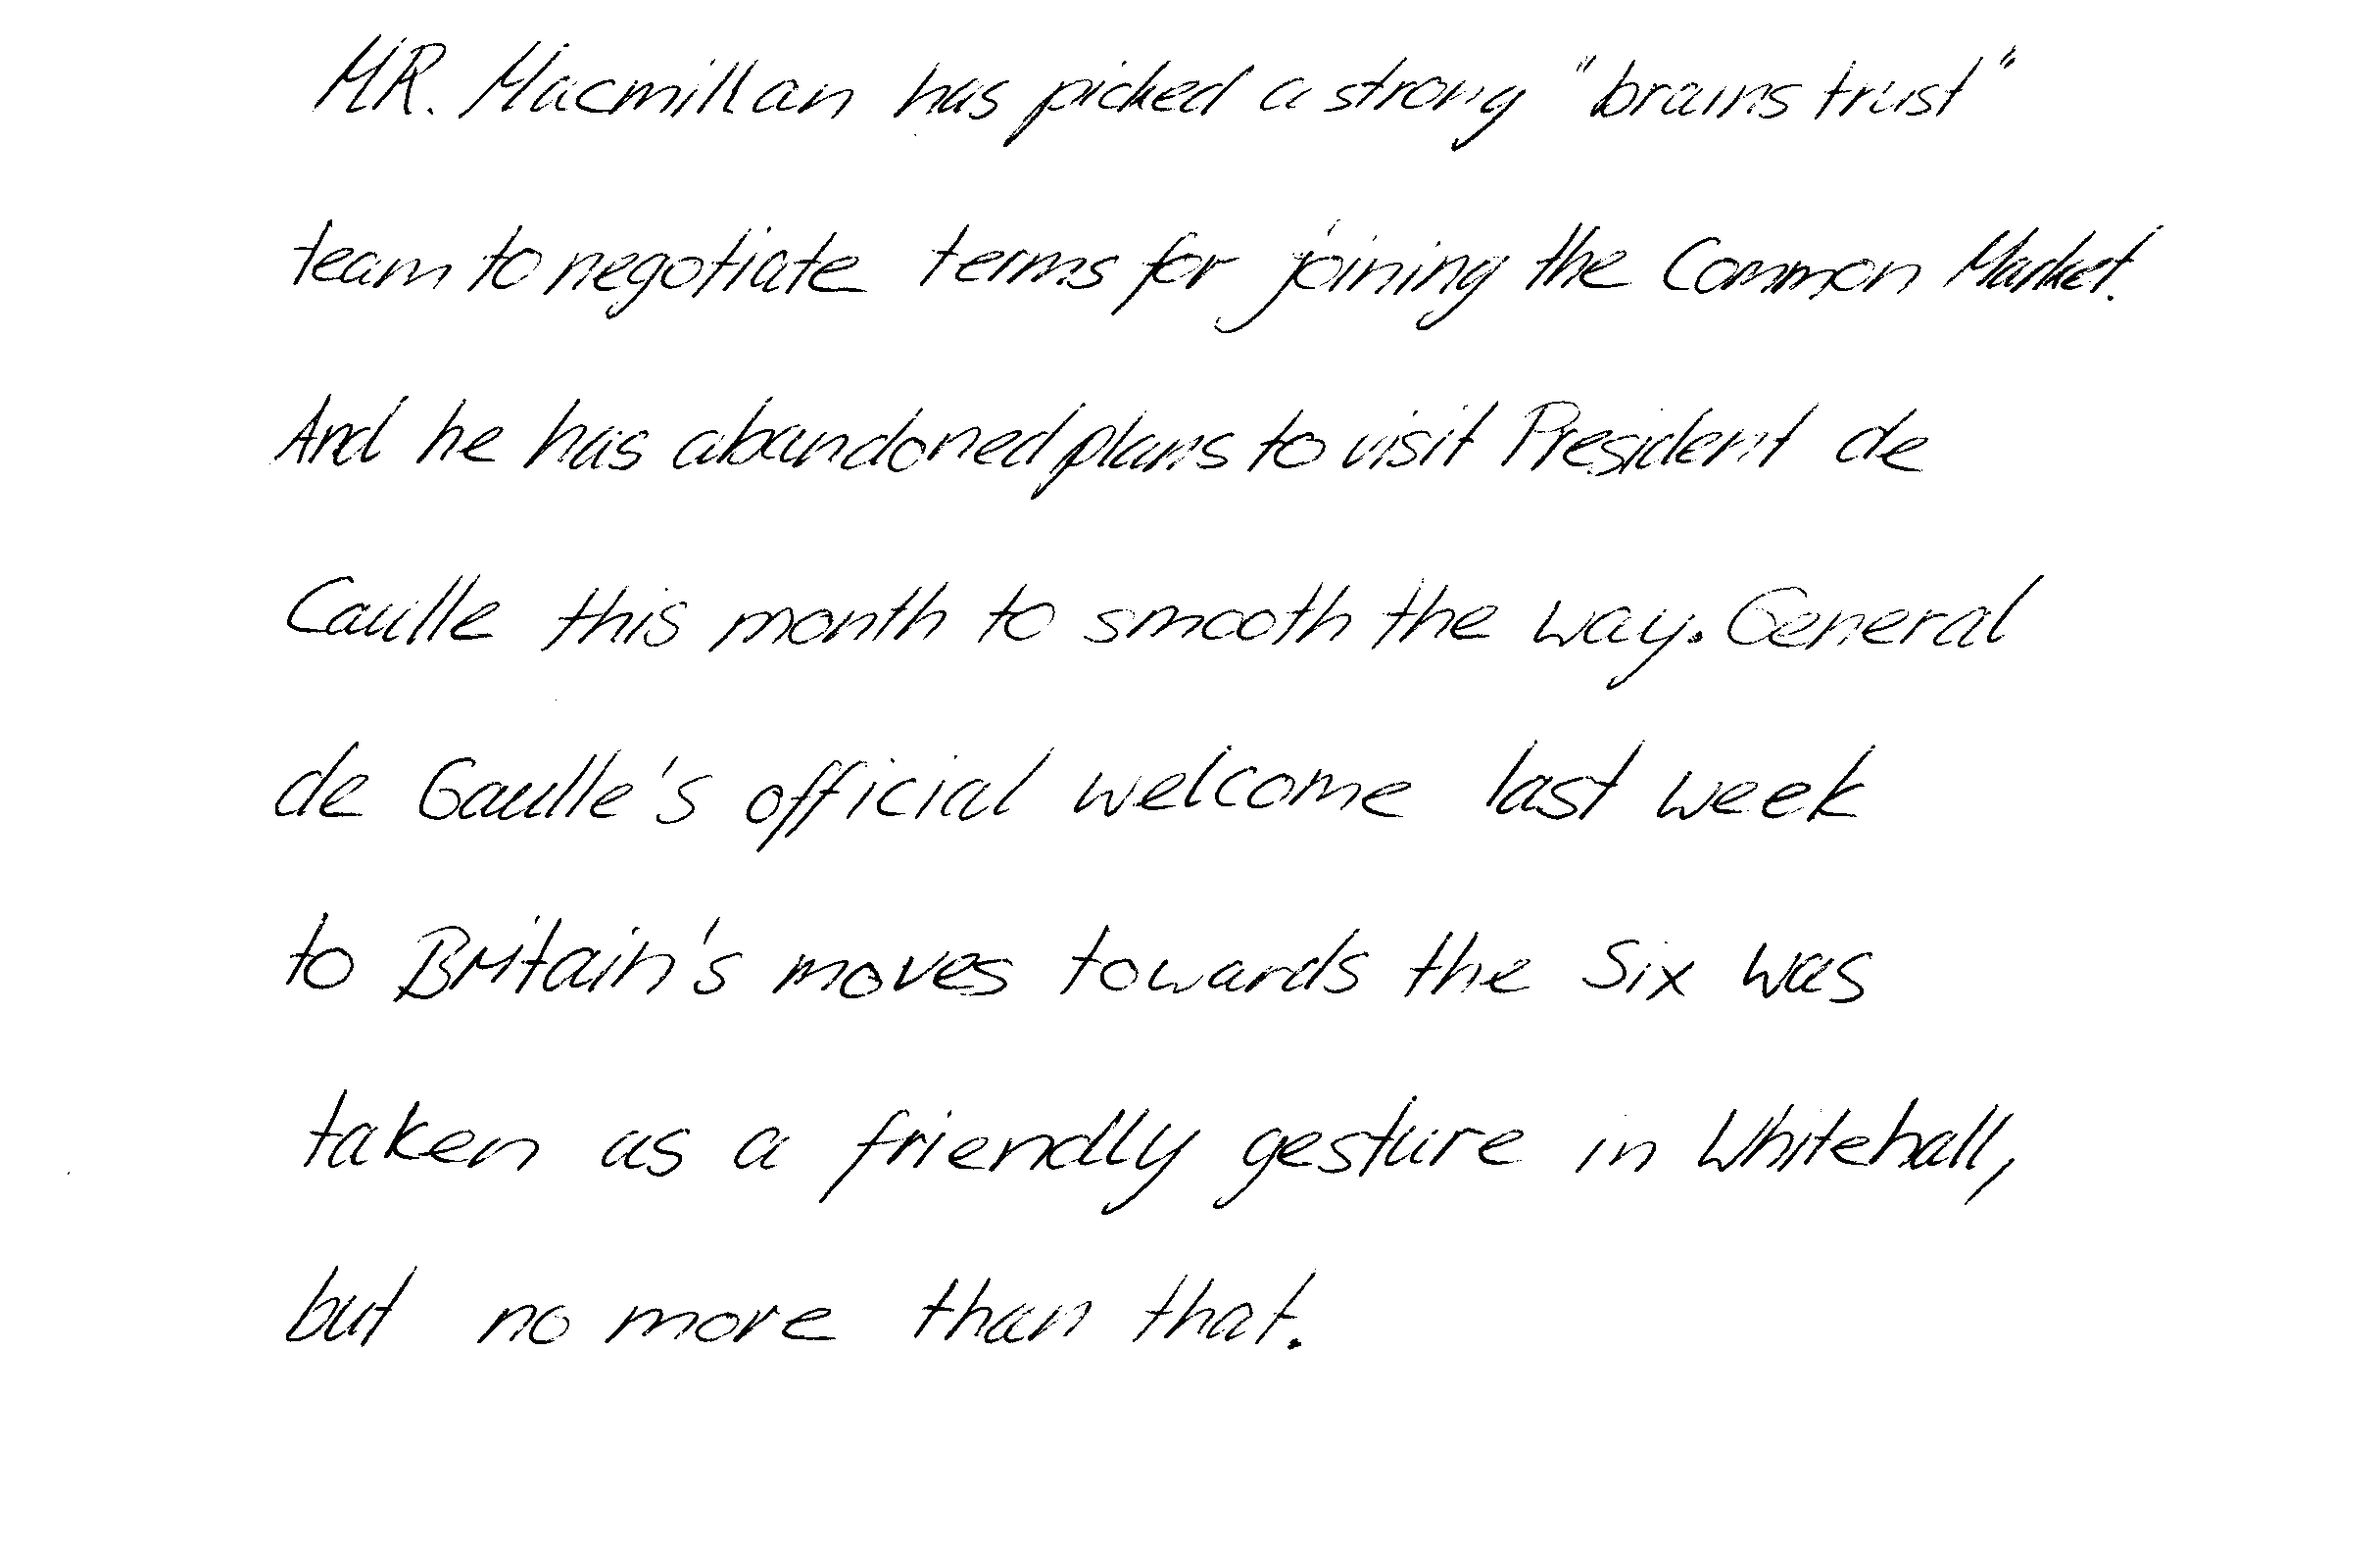 MR. Macmillan has picked a strong "brains trust"
team to negotiate terms for joining the Common Market.
And he has abandoned plans to visit President de
Caulle this month to smooth the way. General
de Gaulle's official welcome last week
to Britain's moves towards the Six was
taken as a friendly gesture in Whitehall,
but no more than that.